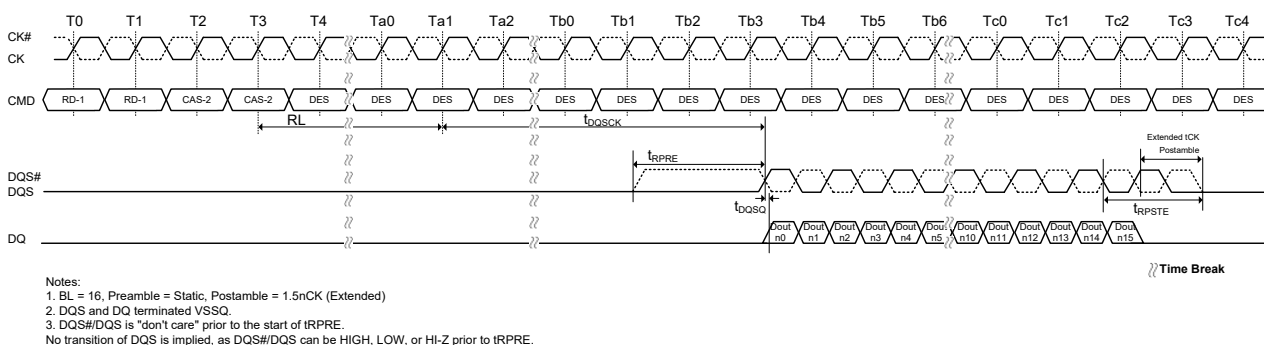 T0 T1 T2 T3 T4 Ta0 Ta1 Ta2 Tb0 Tb1 Tb2 Tb3 Tb4 Tb5 Tb6 Tc0 Tc1 Tc2 Tc3 Tc4
CK#
CK
CMD RD-1 RD-1 CAS-2 CAS-2 DES DES DES DES DES DES DES DES DES DES DES DES DES DES DES DES
RL tDQSCK
Extended tCK
Postamble
tRPRE
DQS#
DQS
tDQSQ tRPSTE
DQ
Dout n0 Dout n1 Dout n2 Dout n3 Dout n4 Dout n5 Dout n10 Dout n11 Dout n12 Dout n13 Dout n14 Dout n15
Time Break
Notes:
1. BL = 16, Preamble = Static, Postamble = 1.5nCK (Extended)
2. DQS and DQ terminated VSSQ.
3. DQS#/DQS is "don't care" prior to the start of tRPRE.
No transition of DQS is implied, as DQS#/DQS can be HIGH, LOW, or HI-Z prior to tRPRE.